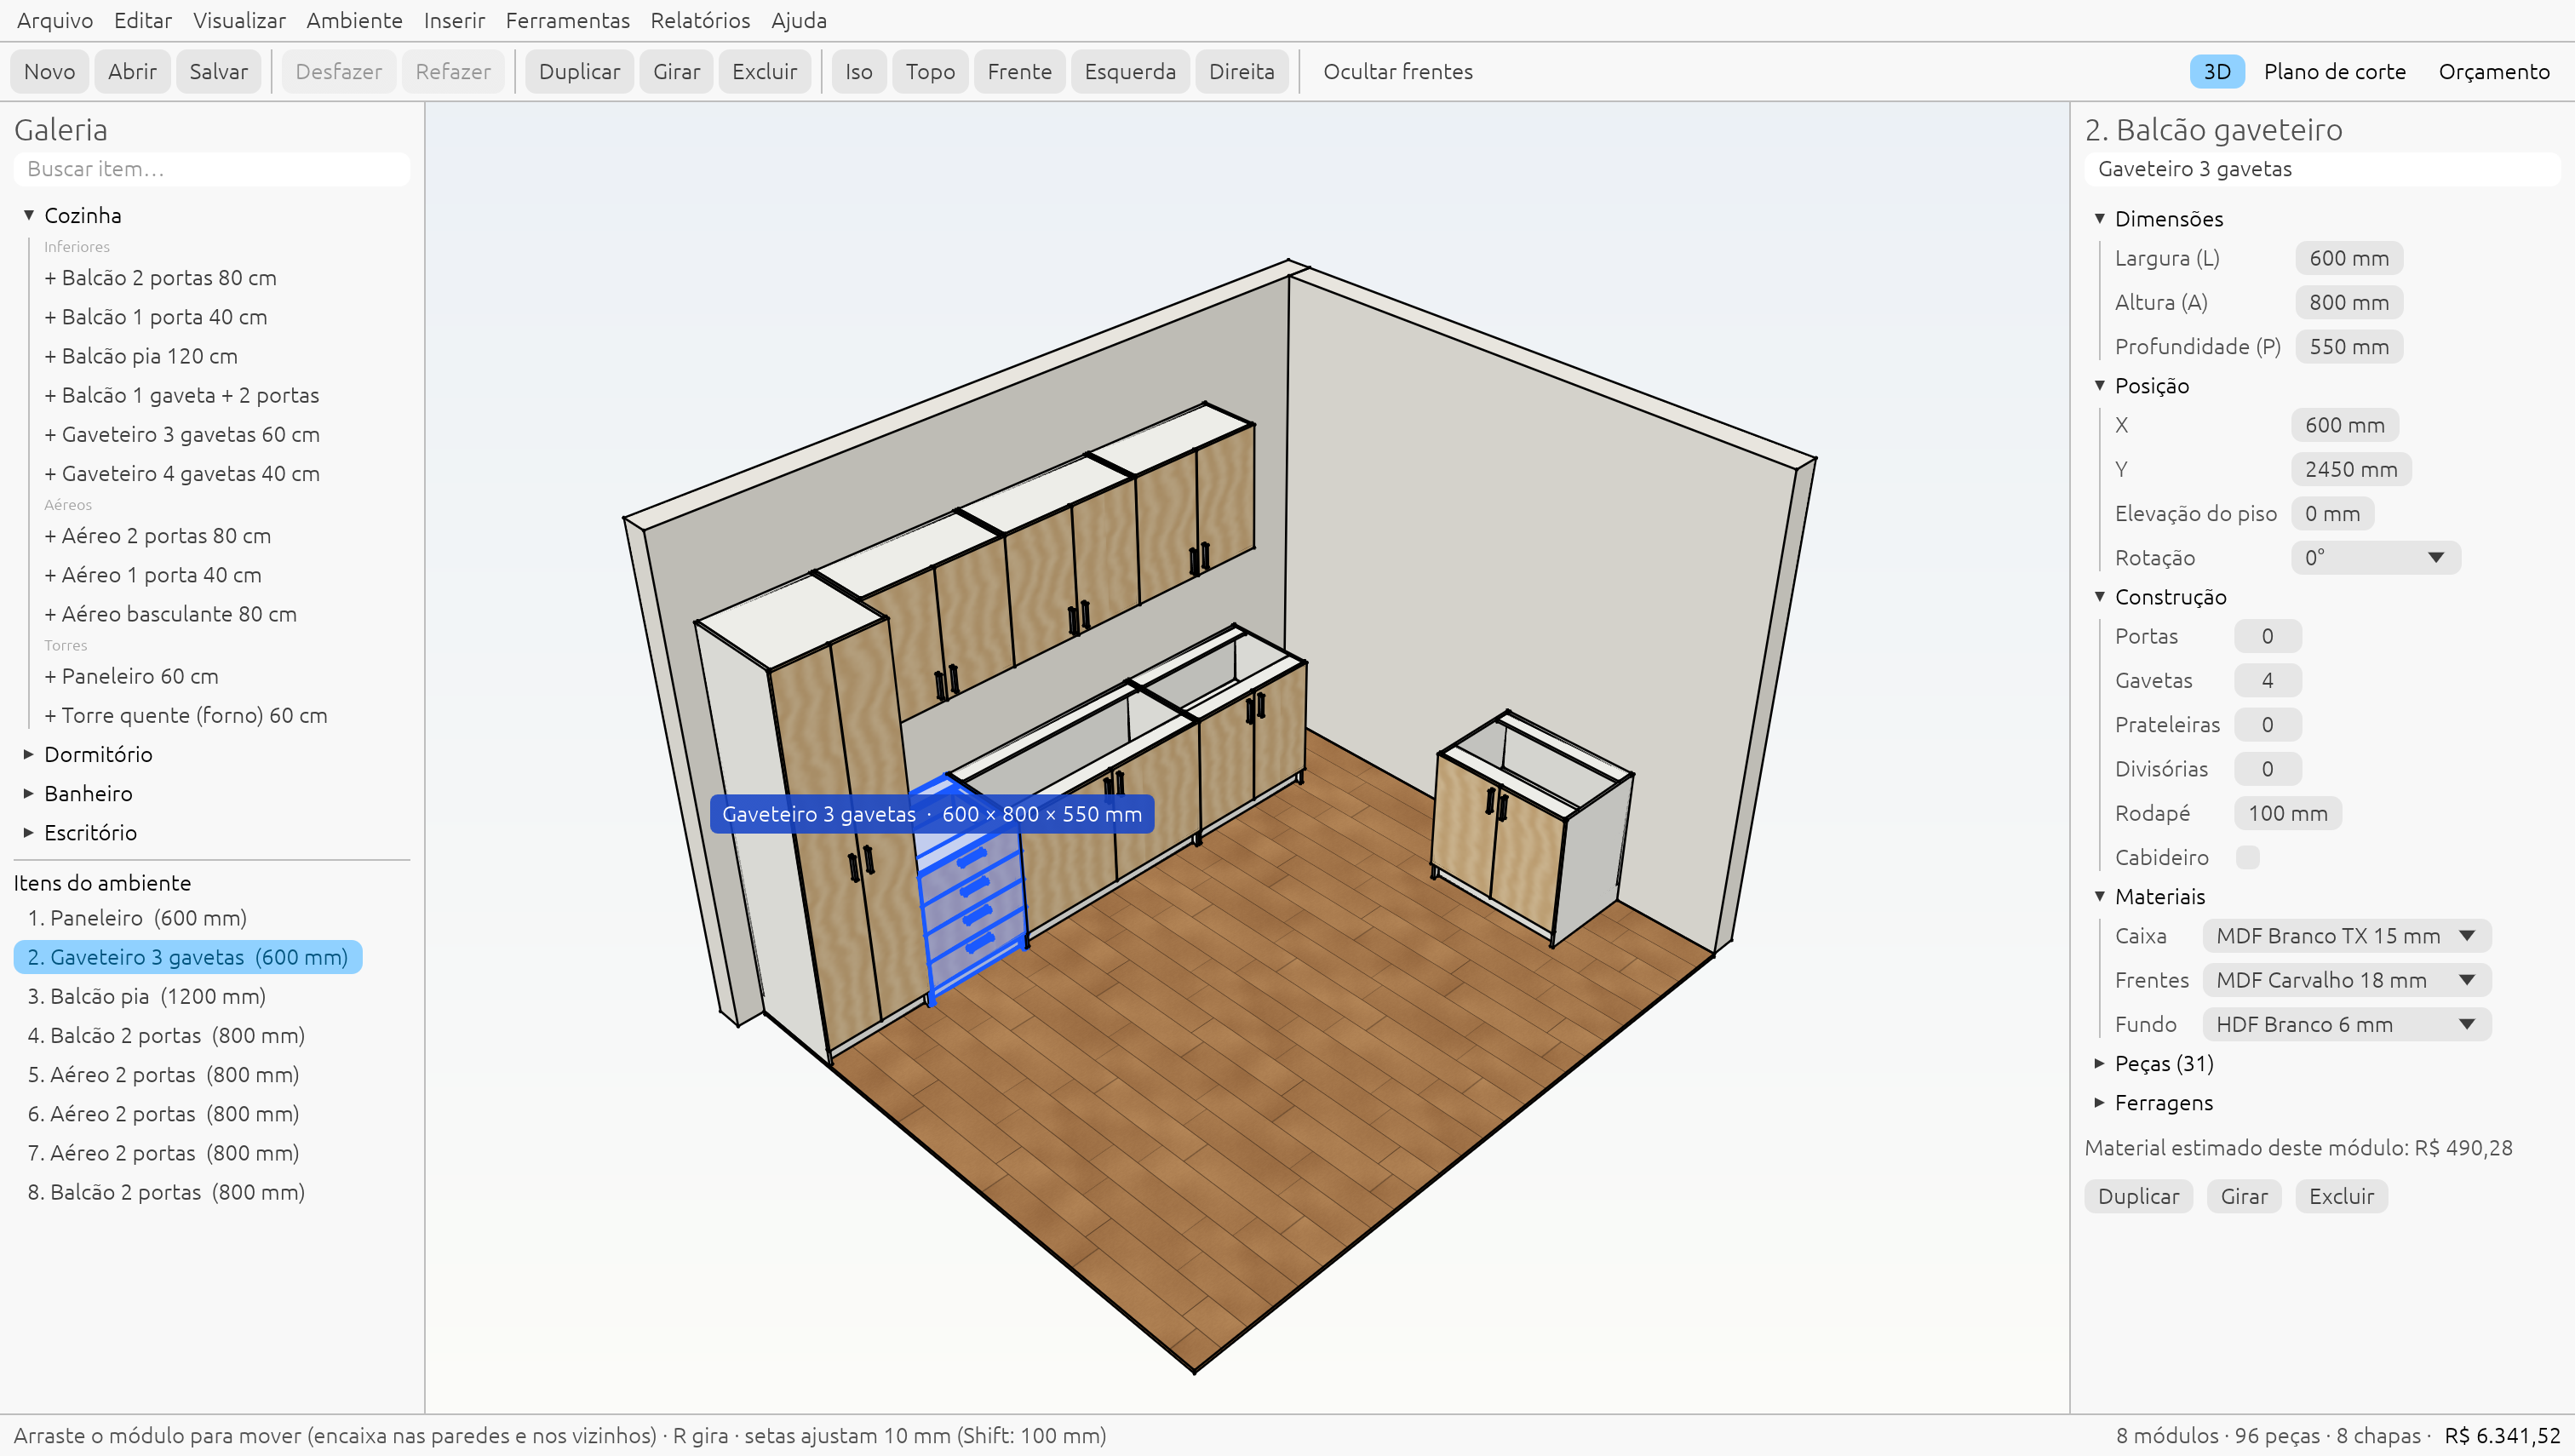 Arquivo Editar Visualizar Ambiente Inserir Ferramentas Relatórios Ajuda
Novo Abrir Salvar Desfazer Refazer Duplicar Girar Excluir Iso Topo Frente Esquerda Direita Ocultar frentes 3D Plano de corte Orçamento
Galeria
Buscar item…
▼ Cozinha
Inferiores
+ Balcão 2 portas 80 cm
+ Balcão 1 porta 40 cm
+ Balcão pia 120 cm
+ Balcão 1 gaveta + 2 portas
+ Gaveteiro 3 gavetas 60 cm
+ Gaveteiro 4 gavetas 40 cm
Aéreos
+ Aéreo 2 portas 80 cm
+ Aéreo 1 porta 40 cm
+ Aéreo basculante 80 cm
Torres
+ Paneleiro 60 cm
+ Torre quente (forno) 60 cm
► Dormitório
► Banheiro
► Escritório
Itens do ambiente
1. Paneleiro (600 mm)
2. Gaveteiro 3 gavetas (600 mm)
3. Balcão pia (1200 mm)
4. Balcão 2 portas (800 mm)
5. Aéreo 2 portas (800 mm)
6. Aéreo 2 portas (800 mm)
7. Aéreo 2 portas (800 mm)
8. Balcão 2 portas (800 mm)
Gaveteiro 3 gavetas · 600 × 800 × 550 mm
2. Balcão gaveteiro
Gaveteiro 3 gavetas
▼ Dimensões
Largura (L) 600 mm
Altura (A) 800 mm
Profundidade (P) 550 mm
▼ Posição
X 600 mm
Y 2450 mm
Elevação do piso 0 mm
Rotação 0°
▼ Construção
Portas 0
Gavetas 4
Prateleiras 0
Divisórias 0
Rodapé 100 mm
Cabideiro
▼ Materiais
Caixa MDF Branco TX 15 mm
Frentes MDF Carvalho 18 mm
Fundo HDF Branco 6 mm
► Peças (31)
► Ferragens
Material estimado deste módulo: R$ 490,28
Duplicar Girar Excluir
Arraste o módulo para mover (encaixa nas paredes e nos vizinhos) · R gira · setas ajustam 10 mm (Shift: 100 mm)
8 módulos · 96 peças · 8 chapas · R$ 6.341,52